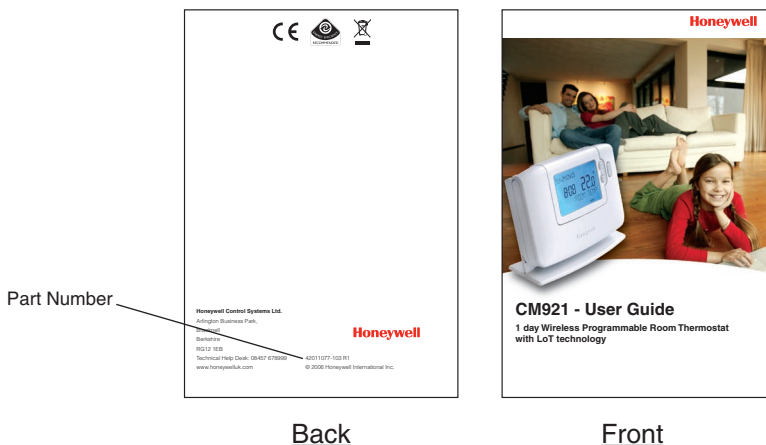 CE
RECOMMENDED
Part Number
Honeywell Control Systems Ltd.
Arlington Business Park,
Bracknell
Berkshire
RG12 1EB
Technical Help Desk: 08457 678999
www.honeywelluk.com
Honeywell
42011077-103 R1
© 2006 Honeywell International Inc.
Back
Honeywell
Honeywell
CM921 - User Guide
1 day Wireless Programmable Room Thermostat
with LoT technology
Front